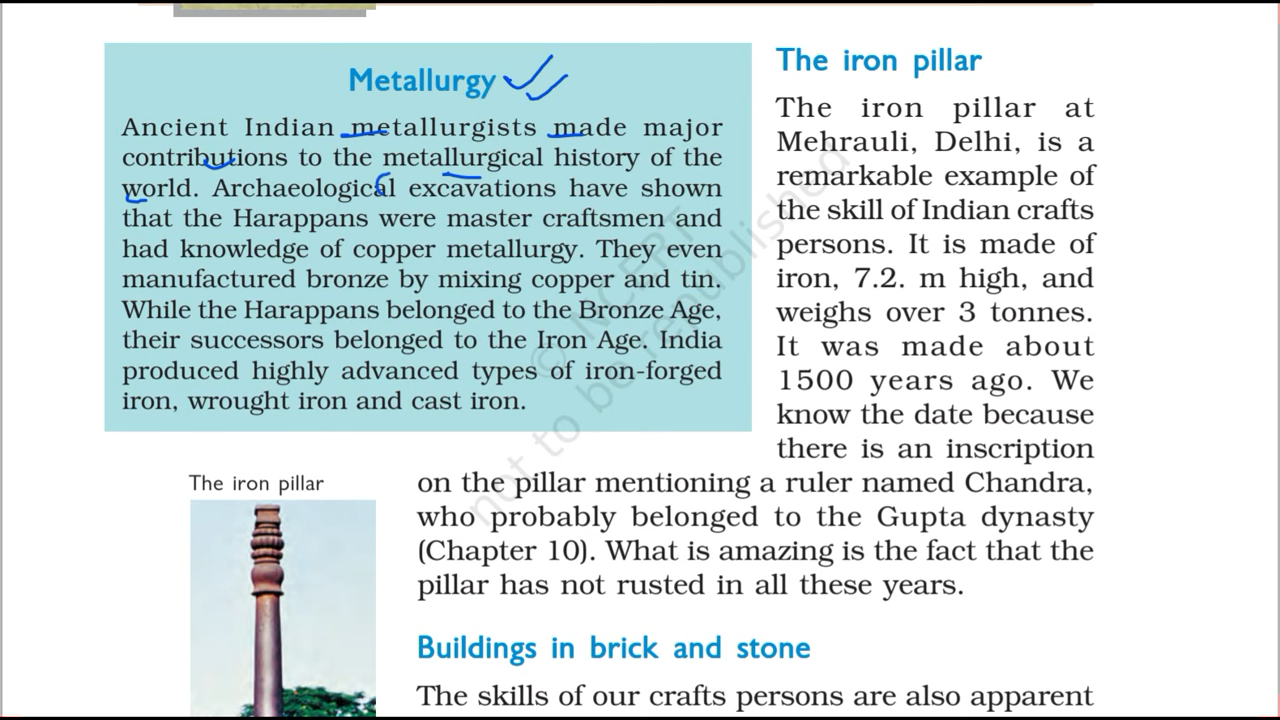 Metallurgy
Ancient Indian metallurgists made major
contributions to the metallurgical history of the
world. Archaeological excavations have shown
that the Harappans were master craftsmen and
had knowledge of copper metallurgy. They even
manufactured bronze by mixing copper and tin.
While the Harappans belonged to the Bronze Age,
their successors belonged to the Iron Age. India
produced highly advanced types of iron-forged
iron, wrought iron and cast iron.
The iron pillar
The iron pillar at
Mehrauli, Delhi, is a
remarkable example of
the skill of Indian crafts
persons. It is made of
iron, 7.2. m high, and
weighs over 3 tonnes.
It was made about
1500 years ago. We
know the date because
there is an inscription
on the pillar mentioning a ruler named Chandra,
who probably belonged to the Gupta dynasty
(Chapter 10). What is amazing is the fact that the
pillar has not rusted in all these years.
The iron pillar
Buildings in brick and stone
The skills of our crafts persons are also apparent
© NCERT
not to be republished